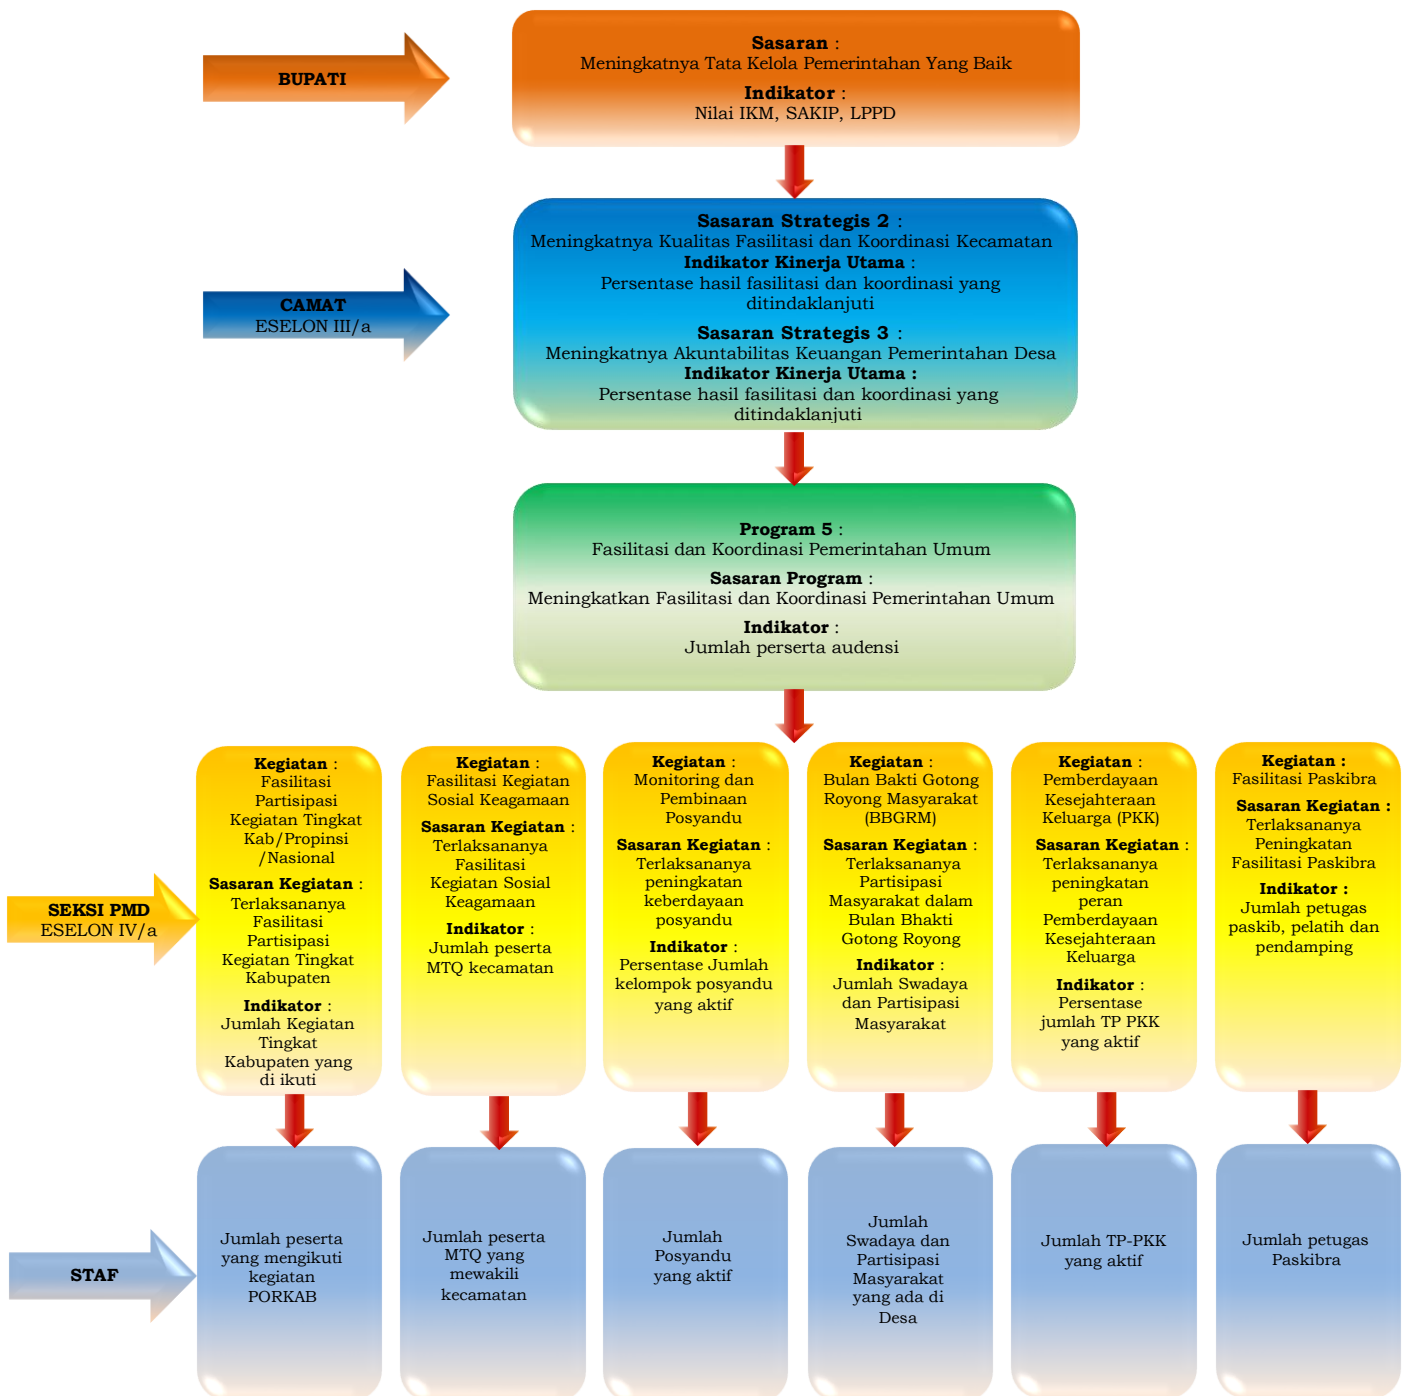 BUPATI
Sasaran :
Meningkatnya Tata Kelola Pemerintahan Yang Baik
Indikator :
Nilai IKM, SAKIP, LPPD
CAMAT
ESELON III/a
Sasaran Strategis 2 :
Meningkatnya Kualitas Fasilitasi dan Koordinasi Kecamatan
Indikator Kinerja Utama :
Persentase hasil fasilitasi dan koordinasi yang
ditindaklanjuti
Sasaran Strategis 3 :
Meningkatnya Akuntabilitas Keuangan Pemerintahan Desa
Indikator Kinerja Utama :
Persentase hasil fasilitasi dan koordinasi yang
ditindaklanjuti
Program 5 :
Fasilitasi dan Koordinasi Pemerintahan Umum
Sasaran Program :
Meningkatkan Fasilitasi dan Koordinasi Pemerintahan Umum
Indikator :
Jumlah perserta audensi
SEKSI PMD
ESELON IV/a
Kegiatan :
Fasilitasi
Partisipasi
Kegiatan Tingkat
Kab/Propinsi
/Nasional
Sasaran Kegiatan :
Terlaksananya
Fasilitasi
Partisipasi
Kegiatan Tingkat
Kabupaten
Indikator :
Jumlah Kegiatan
Tingkat
Kabupaten yang
di ikuti
Kegiatan :
Fasilitasi Kegiatan
Sosial Keagamaan
Sasaran Kegiatan :
Terlaksananya
Fasilitasi
Kegiatan Sosial
Keagamaan
Indikator :
Jumlah peserta
MTQ kecamatan
Kegiatan :
Monitoring dan
Pembinaan
Posyandu
Sasaran Kegiatan :
Terlaksananya
peningkatan
keberdayaan
posyandu
Indikator :
Persentase Jumlah
kelompok posyandu
yang aktif
Kegiatan :
Bulan Bakti Gotong
Royong Masyarakat
(BBGRM)
Sasaran Kegiatan :
Terlaksananya
Partisipasi
Masyarakat dalam
Bulan Bhakti
Gotong Royong
Indikator :
Jumlah Swadaya
dan Partisipasi
Masyarakat
Kegiatan :
Pemberdayaan
Kesejahteraan
Keluarga (PKK)
Sasaran Kegiatan :
Terlaksananya
peningkatan
peran
Pemberdayaan
Kesejahteraan
Keluarga
Indikator :
Persentase
jumlah TP PKK
yang aktif
Kegiatan :
Fasilitasi Paskibra
Sasaran Kegiatan :
Terlaksananya
Peningkatan
Fasilitasi Paskibra
Indikator :
Jumlah petugas
paskib, pelatih dan
pendamping
STAF
Jumlah peserta
yang mengikuti
kegiatan
PORKAB
Jumlah peserta
MTQ yang
mewakili
kecamatan
Jumlah
Posyandu
yang aktif
Jumlah
Swadaya dan
Partisipasi
Masyarakat
yang ada di
Desa
Jumlah TP-PKK
yang aktif
Jumlah petugas
Paskibra